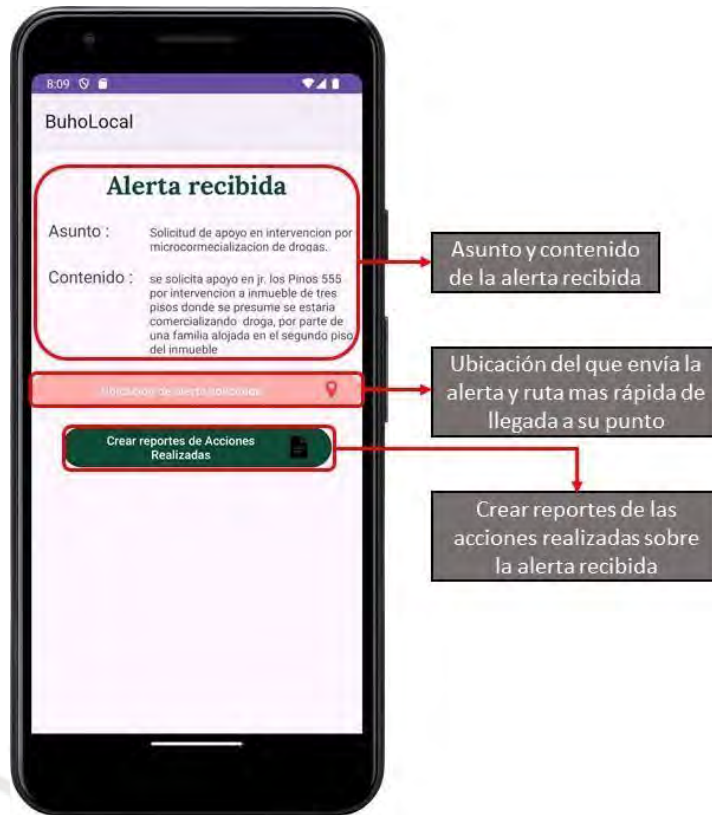 8:09
BuhoLocal
Alerta recibida
Asunto :
Solicitud de apoyo en intervencion por
microcormecialización de drogas.
Contenido :
se solicita apoyo en jr. los Pinos 555
por intervencion a inmueble de tres
pisos donde se presume se estaria
comercializando droga, por parte de
una familia alojada en el segundo piso
del inmueble
Ubicación de alerta
Crear reportes de Acciones
Realizadas
Asunto y contenido
de la alerta recibida
Ubicación del que envía la
alerta y ruta mas rápida de
llegada a su punto
Crear reportes de las
acciones realizadas sobre
la alerta recibida